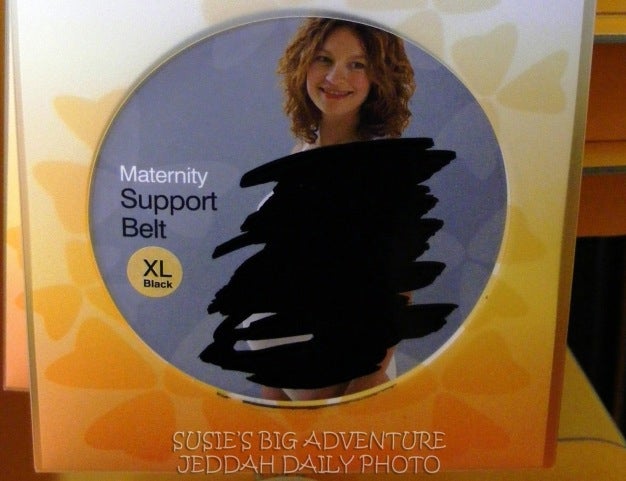 Maternity
Support
Belt
XL
Black
SUSIE'S BIG ADVENTURE
JEDDAH DAILY PHOTO